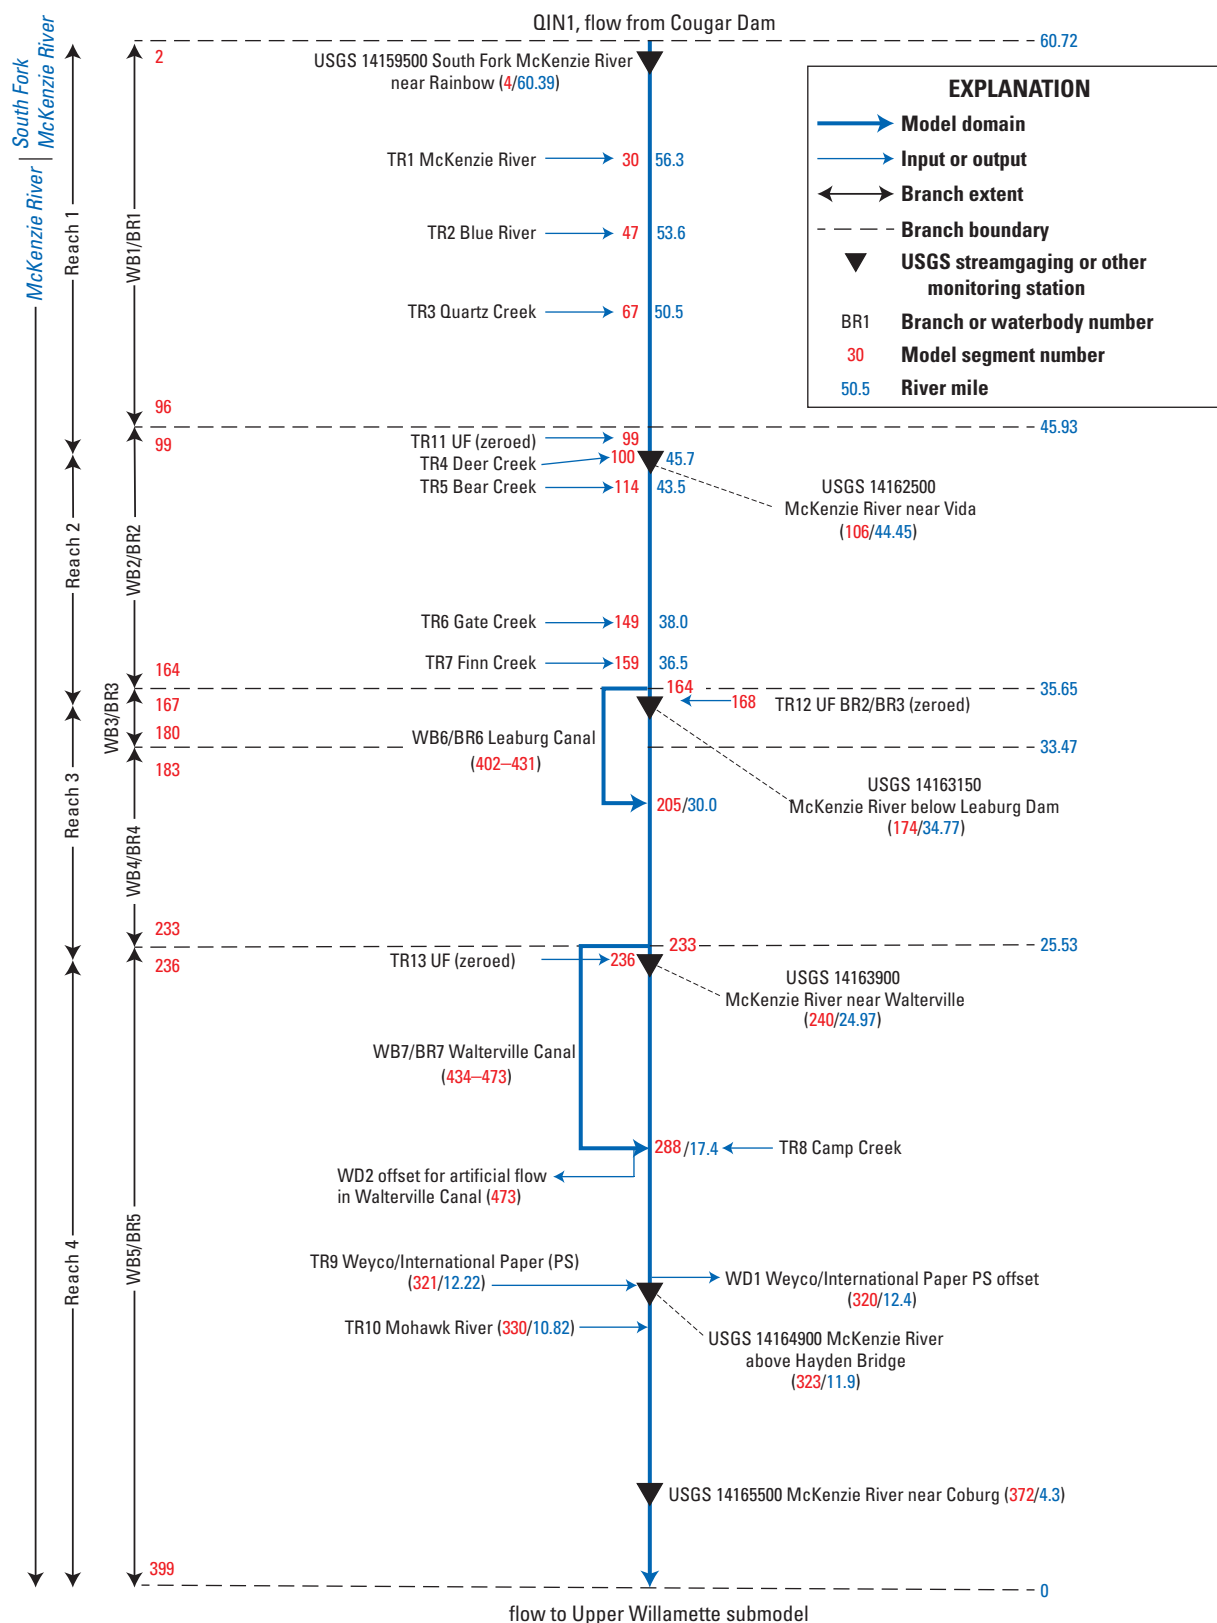 QIN1, flow from Cougar Dam
60.72
2
USGS 14159500 South Fork McKenzie River
near Rainbow (4/60.39)
EXPLANATION
Model domain
Input or output
Branch extent
Branch boundary
USGS streamgaging or other
monitoring station
BR1 Branch or waterbody number
30 Model segment number
50.5 River mile
South Fork
McKenzie River
McKenzie River
Reach 1
WB1/BR1
TR1 McKenzie River 30 56.3
TR2 Blue River 47 53.6
TR3 Quartz Creek 67 50.5
96
45.93
99
TR11 UF (zeroed) 99
TR4 Deer Creek 100 45.7
TR5 Bear Creek 114 43.5
USGS 14162500
McKenzie River near Vida
(106/44.45)
Reach 2
WB2/BR2
TR6 Gate Creek 149 38.0
TR7 Finn Creek 159 36.5
164
164
35.65
167
168 TR12 UF BR2/BR3 (zeroed)
WB3/BR3
180
WB6/BR6 Leaburg Canal
(402–431)
33.47
183
USGS 14163150
McKenzie River below Leaburg Dam
(174/34.77)
205/30.0
Reach 3
WB4/BR4
233
233
25.53
236
TR13 UF (zeroed) 236
USGS 14163900
McKenzie River near Walterville
(240/24.97)
WB7/BR7 Walterville Canal
(434–473)
288/17.4 TR8 Camp Creek
WD2 offset for artificial flow
in Walterville Canal (473)
Reach 4
WB5/BR5
TR9 Weyco/International Paper (PS)
(321/12.22)
WD1 Weyco/International Paper PS offset
(320/12.4)
TR10 Mohawk River (330/10.82)
USGS 14164900 McKenzie River
above Hayden Bridge
(323/11.9)
USGS 14165500 McKenzie River near Coburg (372/4.3)
399
0
flow to Upper Willamette submodel